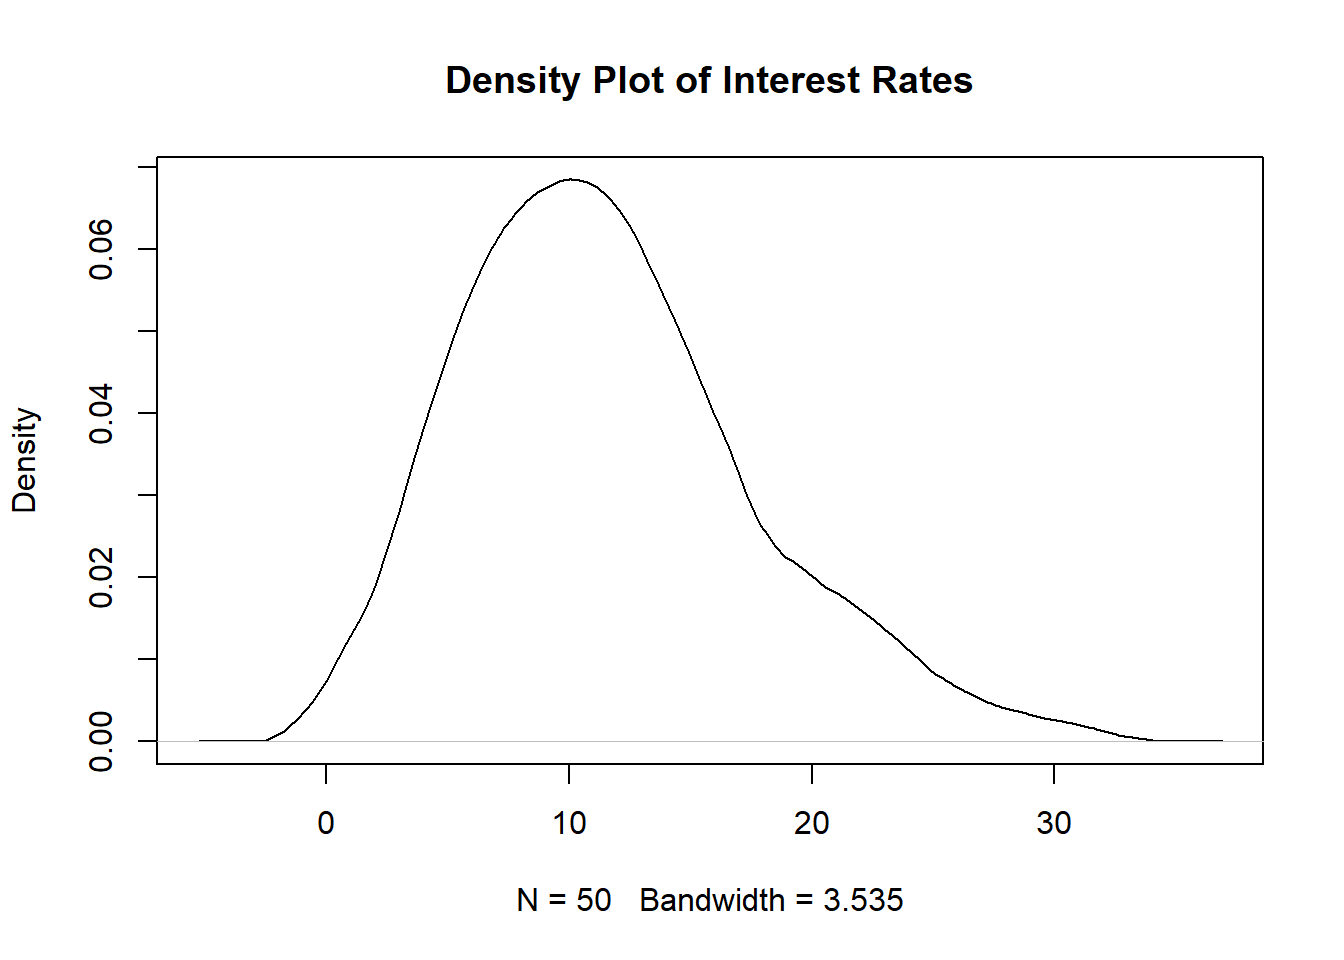 Density Plot of Interest Rates
Density
0.06
0.04
0.02
0.00
0 10 20 30
N = 50 Bandwidth = 3.535